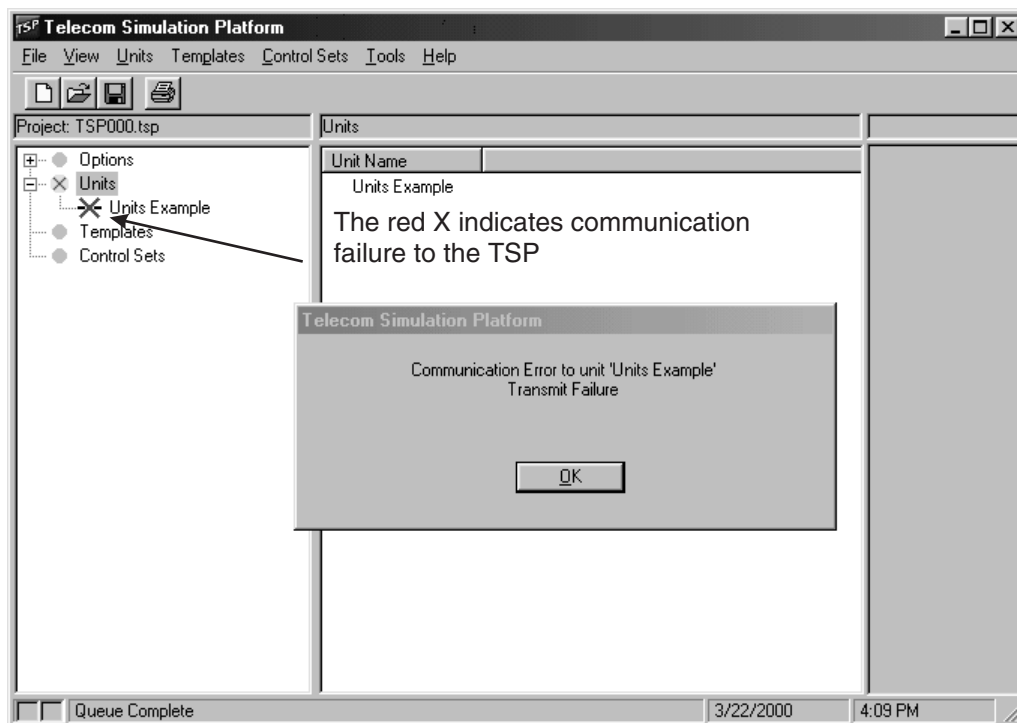 TSP Telecom Simulation Platform
File View Units Templates Control Sets Tools Help
Project: TSP000.tsp
Units
Options
Units
Units Example
Templates
Control Sets
Unit Name
Units Example
The red X indicates communication
failure to the TSP
Telecom Simulation Platform
Communication Error to unit 'Units Example'
Transmit Failure
OK
Queue Complete
3/22/2000
4:09 PM